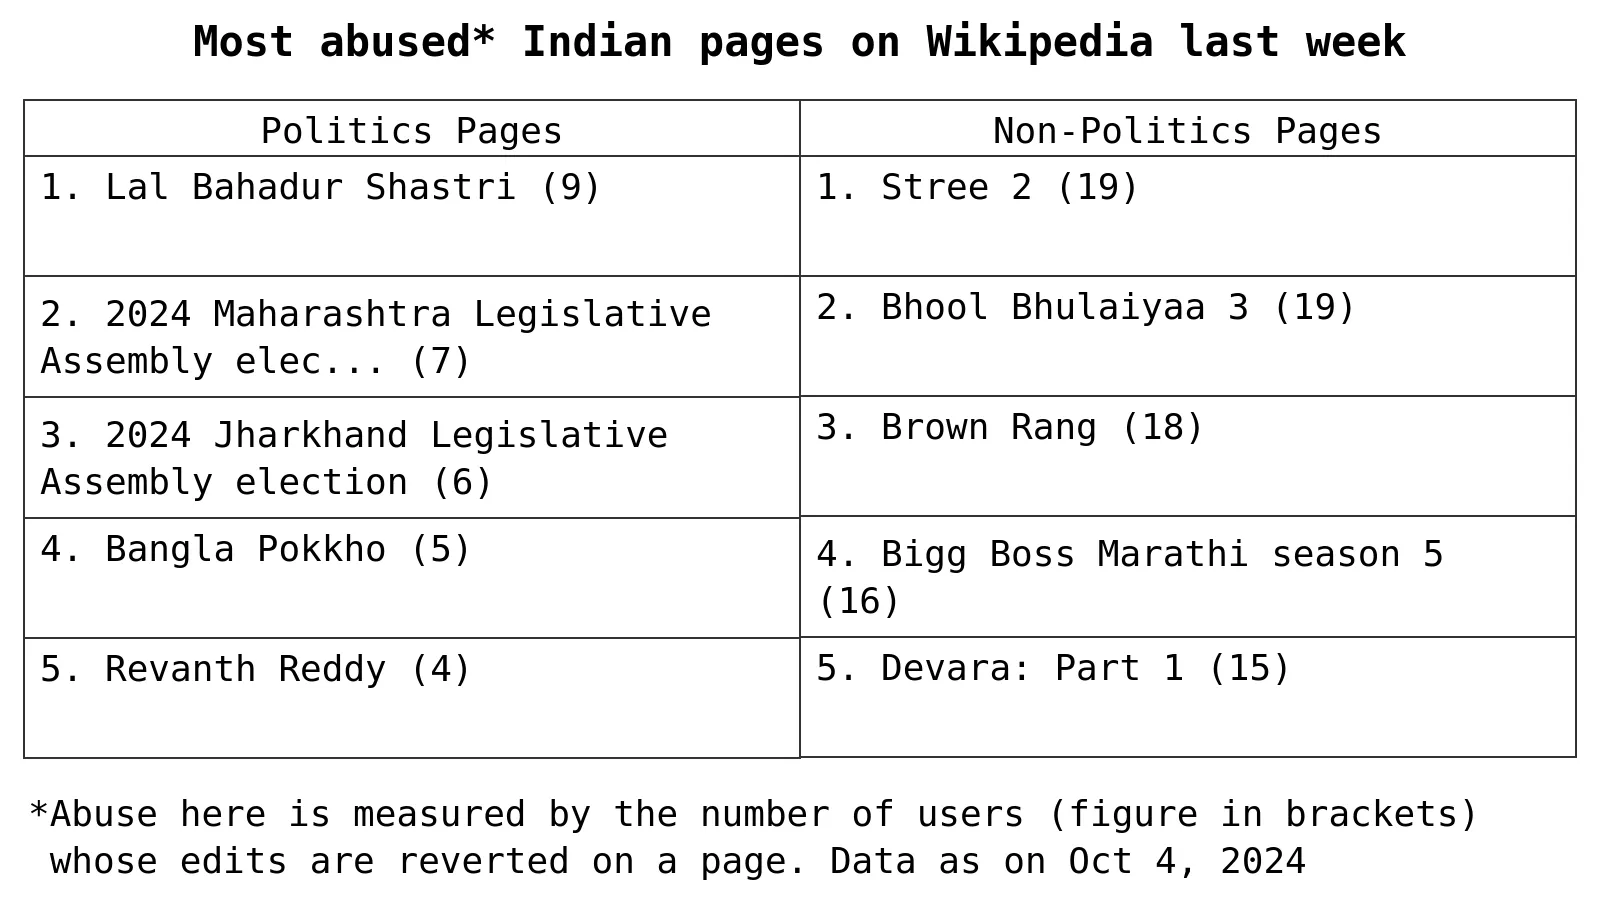 Most abused* Indian pages on Wikipedia last week
Politics Pages
1. Lal Bahadur Shastri (9)
2. 2024 Maharashtra Legislative
Assembly elec... (7)
3. 2024 Jharkhand Legislative
Assembly election (6)
4. Bangla Pokkho (5)
5. Revanth Reddy (4)
Non-Politics Pages
1. Stree 2 (19)
2. Bhool Bhulaiyaa 3 (19)
3. Brown Rang (18)
4. Bigg Boss Marathi season 5
(16)
5. Devara: Part 1 (15)
*Abuse here is measured by the number of users (figure in brackets)
whose edits are reverted on a page. Data as on Oct 4, 2024